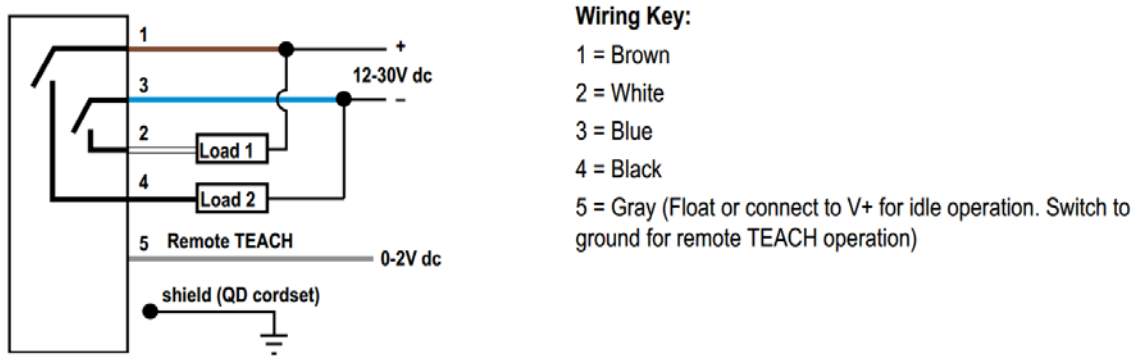 1
+
12-30V dc
3
–
2
Load 1
4
Load 2
5 Remote TEACH
0-2V dc
shield (QD cordset)
Wiring Key:
1 = Brown
2 = White
3 = Blue
4 = Black
5 = Gray (Float or connect to V+ for idle operation. Switch to
ground for remote TEACH operation)